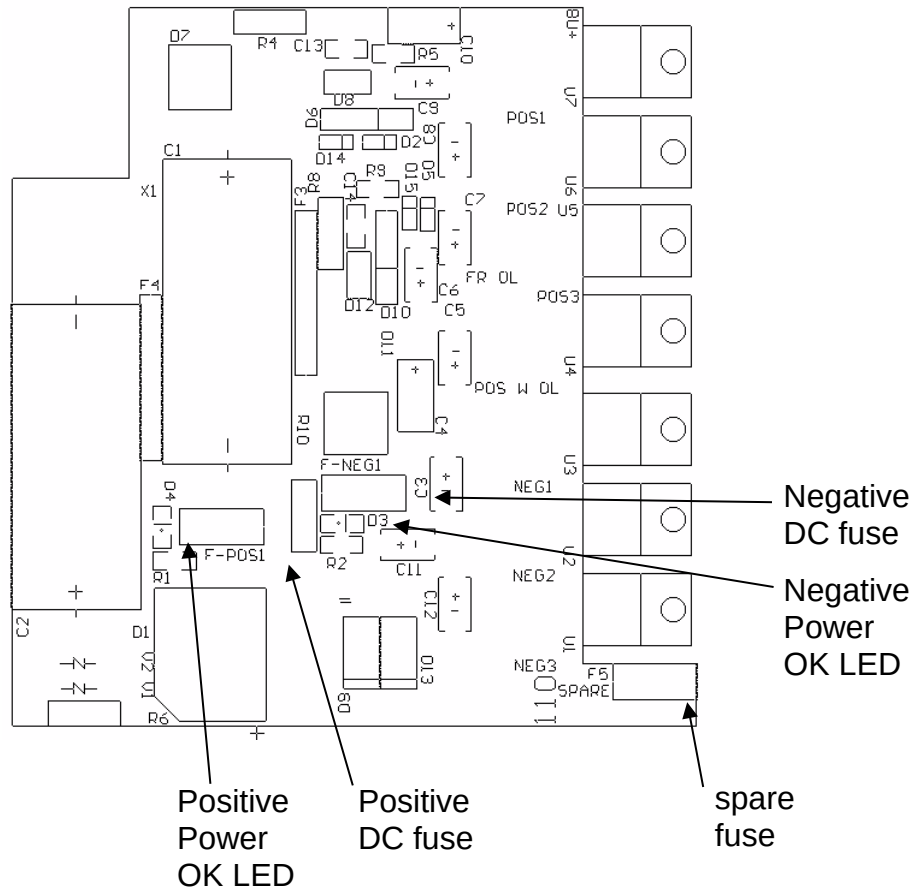 8U+
R4
D7
C13
R5
C10
U8
C9
U7
D6
POS1
C8
D14
D2
C1
R9
D15
D5
U6
X1
R8
C14
C7
F3
POS2
U5
FR OL
F4
C6
POS3
D12
D10
C5
D11
U4
POS W OL
C4
R10
U3
F-NEG1
C3
NEG1
Negative
DC fuse
D4
D3
F-POS1
R2
C11
U2
R1
NEG2
Negative
Power
OK LED
C12
C2
D1
U1
V2
V1
D9
D13
NEG3
F5
SPARE
110
R6
Positive
Power
OK LED
Positive
DC fuse
spare
fuse